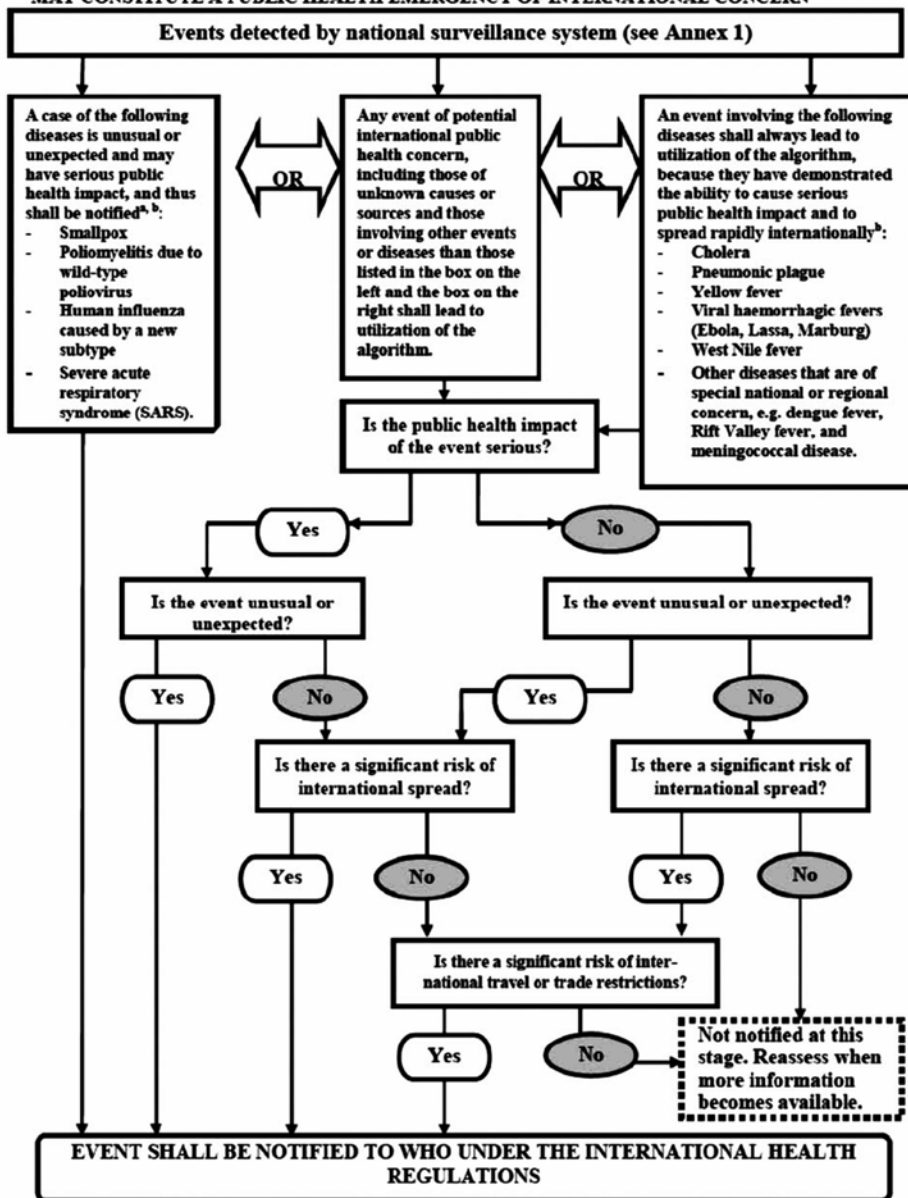 MAY CONSTITUTE A PUBLIC HEALTH EMERGENCY OF INTERNATIONAL CONCERN
Events detected by national surveillance system (see Annex 1)
A case of the following
diseases is unusual or
unexpected and may
have serious public
health impact, and thus
shall be notifiedᵃ, ᵇ:
- Smallpox
- Poliomyelitis due to
wild-type
poliovirus
- Human influenza
caused by a new
subtype
- Severe acute
respiratory
syndrome (SARS).
OR
Any event of potential
international public
health concern,
including those of
unknown causes or
sources and those
involving other events
or diseases than those
listed in the box on the
left and the box on the
right shall lead to
utilization of the
algorithm.
OR
An event involving the following
diseases shall always lead to
utilization of the algorithm,
because they have demonstrated
the ability to cause serious
public health impact and to
spread rapidly internationallyᵇ:
- Cholera
- Pneumonic plague
- Yellow fever
- Viral haemorrhagic fevers
(Ebola, Lassa, Marburg)
- West Nile fever
- Other diseases that are of
special national or regional
concern, e.g. dengue fever,
Rift Valley fever, and
meningococcal disease.
Is the public health impact
of the event serious?
Yes
No
Is the event unusual or
unexpected?
Is the event unusual or unexpected?
Yes
No
Yes
No
Is there a significant risk of
international spread?
Is there a significant risk of
international spread?
Yes
No
Yes
No
Is there a significant risk of inter-
national travel or trade restrictions?
Yes
No
Not notified at this
stage. Reassess when
more information
becomes available.
EVENT SHALL BE NOTIFIED TO WHO UNDER THE INTERNATIONAL HEALTH
REGULATIONS